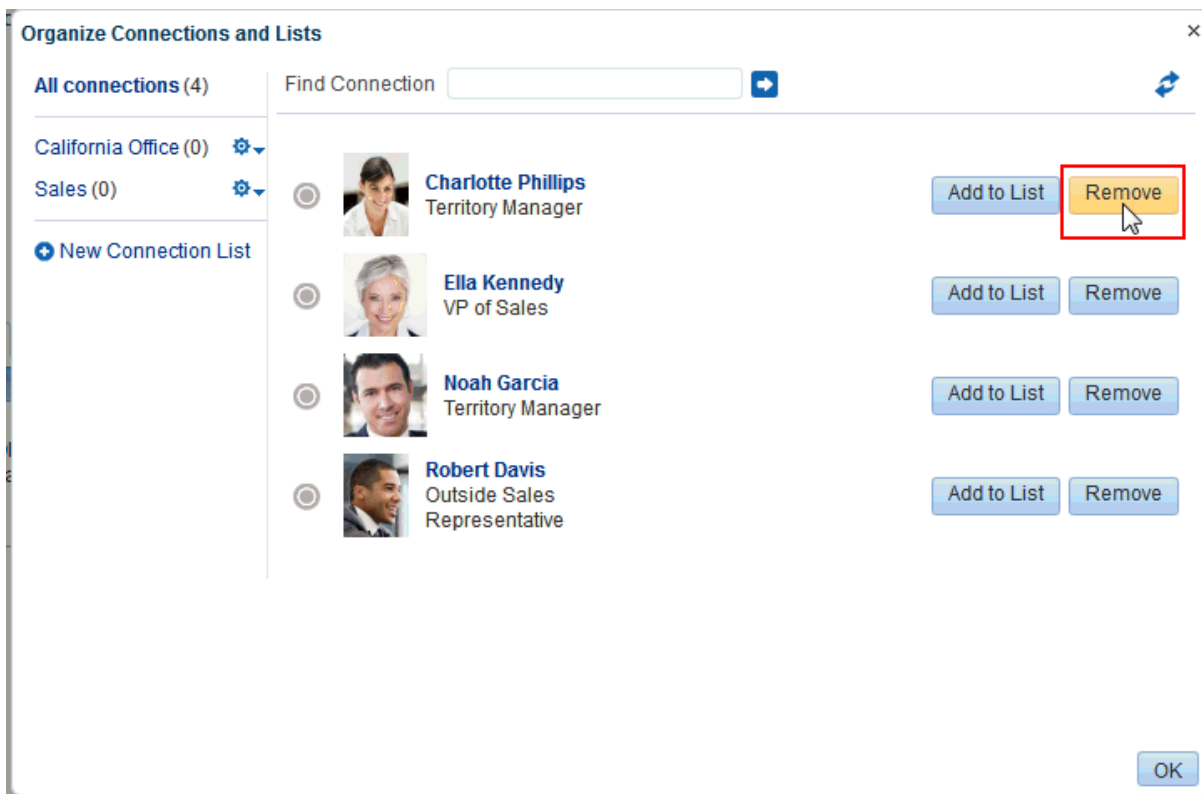 Organize Connections and Lists
All connections (4)
Find Connection
California Office (0)
Sales (0)
New Connection List
Charlotte Phillips
Territory Manager
Add to List
Remove
Ella Kennedy
VP of Sales
Add to List
Remove
Noah Garcia
Territory Manager
Add to List
Remove
Robert Davis
Outside Sales
Representative
Add to List
Remove
OK